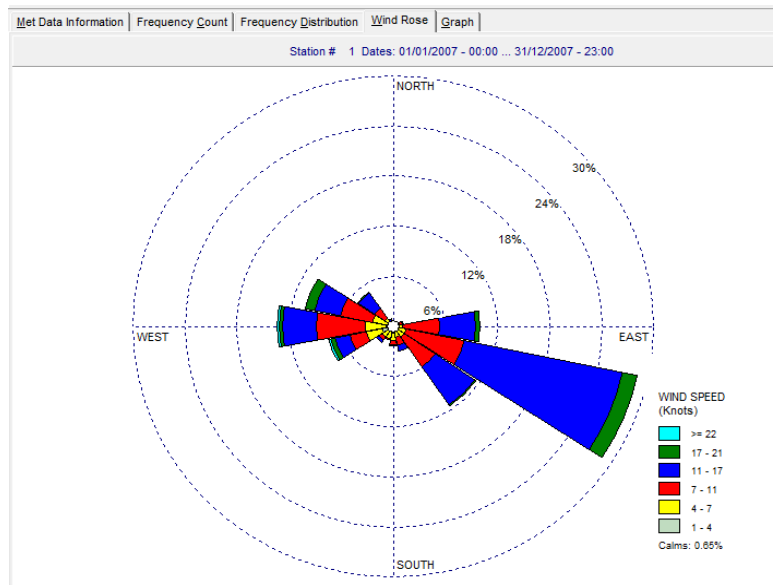 Met Data Information Frequency Count Frequency Distribution Wind Rose Graph
Station # 1 Dates: 01/01/2007 - 00:00 ... 31/12/2007 - 23:00
NORTH
30%
24%
18%
12%
6%
WEST
EAST
SOUTH
WIND SPEED
(Knots)
>= 22
17 - 21
11 - 17
7 - 11
4 - 7
1 - 4
Calms: 0.65%